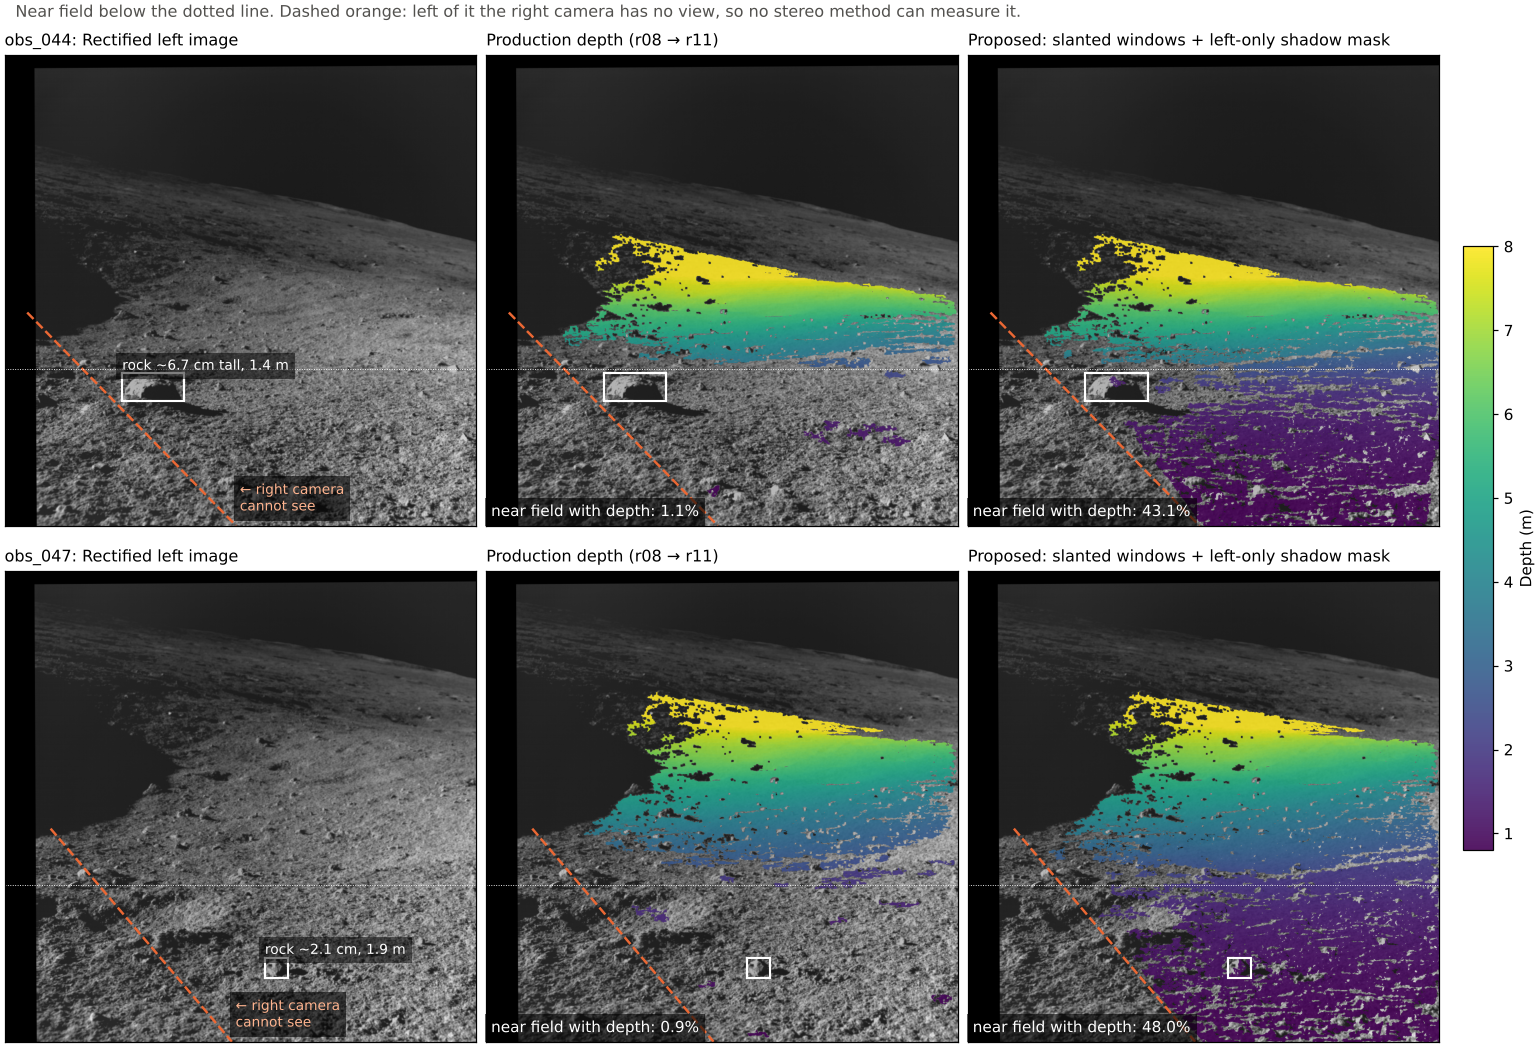 Near field below the dotted line. Dashed orange: left of it the right camera has no view, so no stereo method can measure it.
obs_044: Rectified left image
Production depth (r08 → r11)
Proposed: slanted windows + left-only shadow mask
rock ~6.7 cm tall, 1.4 m
← right camera
cannot see
near field with depth: 1.1%
near field with depth: 43.1%
obs_047: Rectified left image
Production depth (r08 → r11)
Proposed: slanted windows + left-only shadow mask
rock ~2.1 cm, 1.9 m
← right camera
cannot see
near field with depth: 0.9%
near field with depth: 48.0%
8
7
6
5
4
3
2
1
Depth (m)